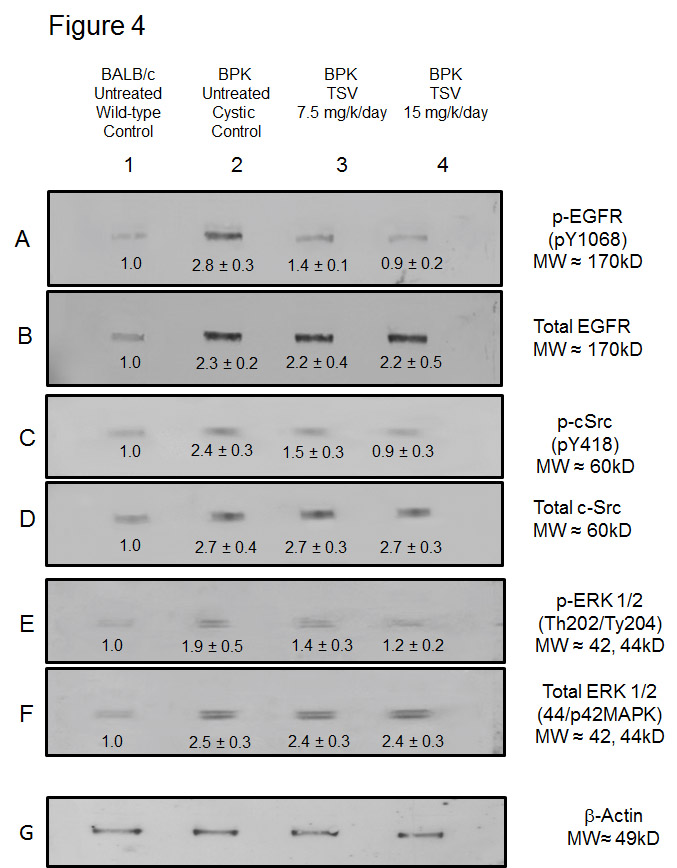 Figure 4
BALB/c
Untreated
Wild-type
Control
BPK
Untreated
Cystic
Control
BPK
TSV
7.5 mg/k/day
BPK
TSV
15 mg/k/day
1 2 3 4
A
1.0 2.8 ± 0.3 1.4 ± 0.1 0.9 ± 0.2
p-EGFR
(pY1068)
MW ≈ 170kD
B
1.0 2.3 ± 0.2 2.2 ± 0.4 2.2 ± 0.5
Total EGFR
MW ≈ 170kD
C
1.0 2.4 ± 0.3 1.5 ± 0.3 0.9 ± 0.3
p-cSrc
(pY418)
MW ≈ 60kD
D
1.0 2.7 ± 0.4 2.7 ± 0.3 2.7 ± 0.3
Total c-Src
MW ≈ 60kD
E
1.0 1.9 ± 0.5 1.4 ± 0.3 1.2 ± 0.2
p-ERK 1/2
(Th202/Ty204)
MW ≈ 42, 44kD
F
1.0 2.5 ± 0.3 2.4 ± 0.3 2.4 ± 0.3
Total ERK 1/2
(44/p42MAPK)
MW ≈ 42, 44kD
G
β-Actin
MW≈ 49kD